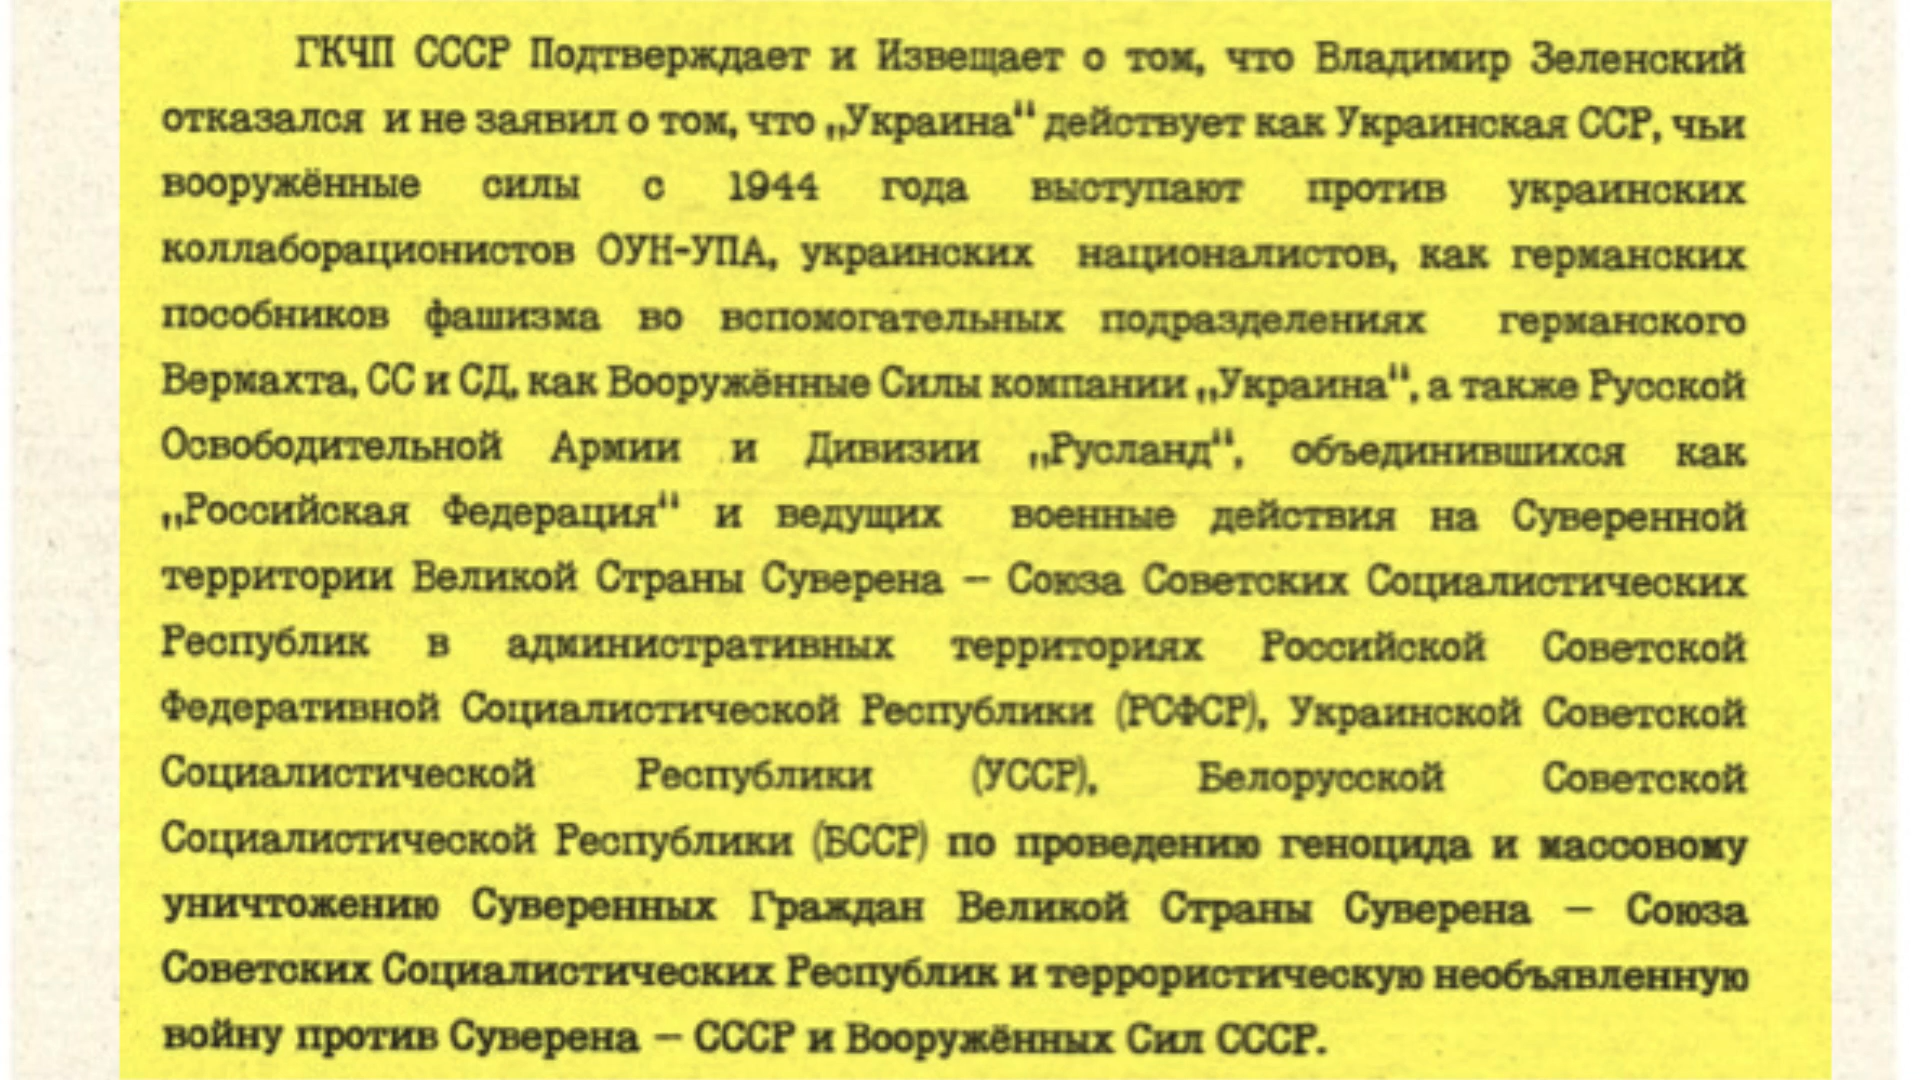 ГКЧП СССР Подтверждает и Извещает о том, что Владимир Зеленский
отказался и не заявил о том, что „Украина“ действует как Украинская ССР, чьи
вооружённые силы с 1944 года выступают против украинских
коллаборационистов ОУН-УПА, украинских националистов, как германских
пособников фашизма во вспомогательных подразделениях германского
Вермахта, СС и СД, как Вооружённые Силы компании „Украина“, а также Русской
Освободительной Армии и Дивизии „Русланд“, объединившихся как
„Российская Федерация“ и ведущих военные действия на Суверенной
территории Великой Страны Суверена – Союза Советских Социалистических
Республик в административных территориях Российской Советской
Федеративной Социалистической Республики (РСФСР), Украинской Советской
Социалистической Республики (УССР), Белорусской Советской
Социалистической Республики (БССР) по проведению геноцида и массовому
уничтожению Суверенных Граждан Великой Страны Суверена – Союза
Советских Социалистических Республик и террористическую необъявленную
войну против Суверена – СССР и Вооружённых Сил СССР.